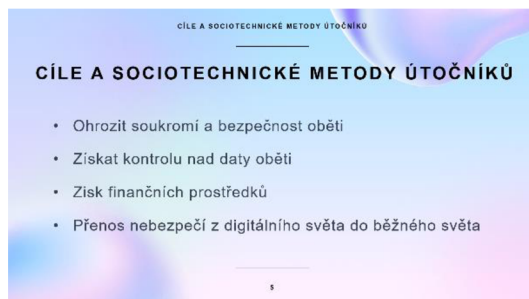 CÍLE A SOCIOTECHNICKÉ METODY ÚTOČNÍKŮ
CÍLE A SOCIOTECHNICKÉ METODY ÚTOČNÍKŮ
• Ohrozit soukromí a bezpečnost oběti
• Získat kontrolu nad daty oběti
• Zisk finančních prostředků
• Přenos nebezpečí z digitálního světa do běžného světa
5